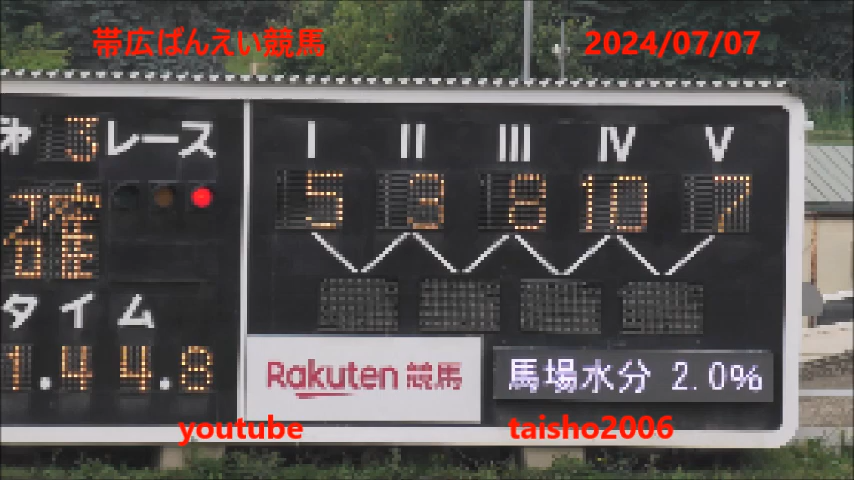 帯広ばんえい競馬 2024/07/07
3レース I II III IV V
確 5 3 8 10 7
タイム
1.44.8
Rakuten 競馬 馬場水分 2.0%
youtube taisho2006